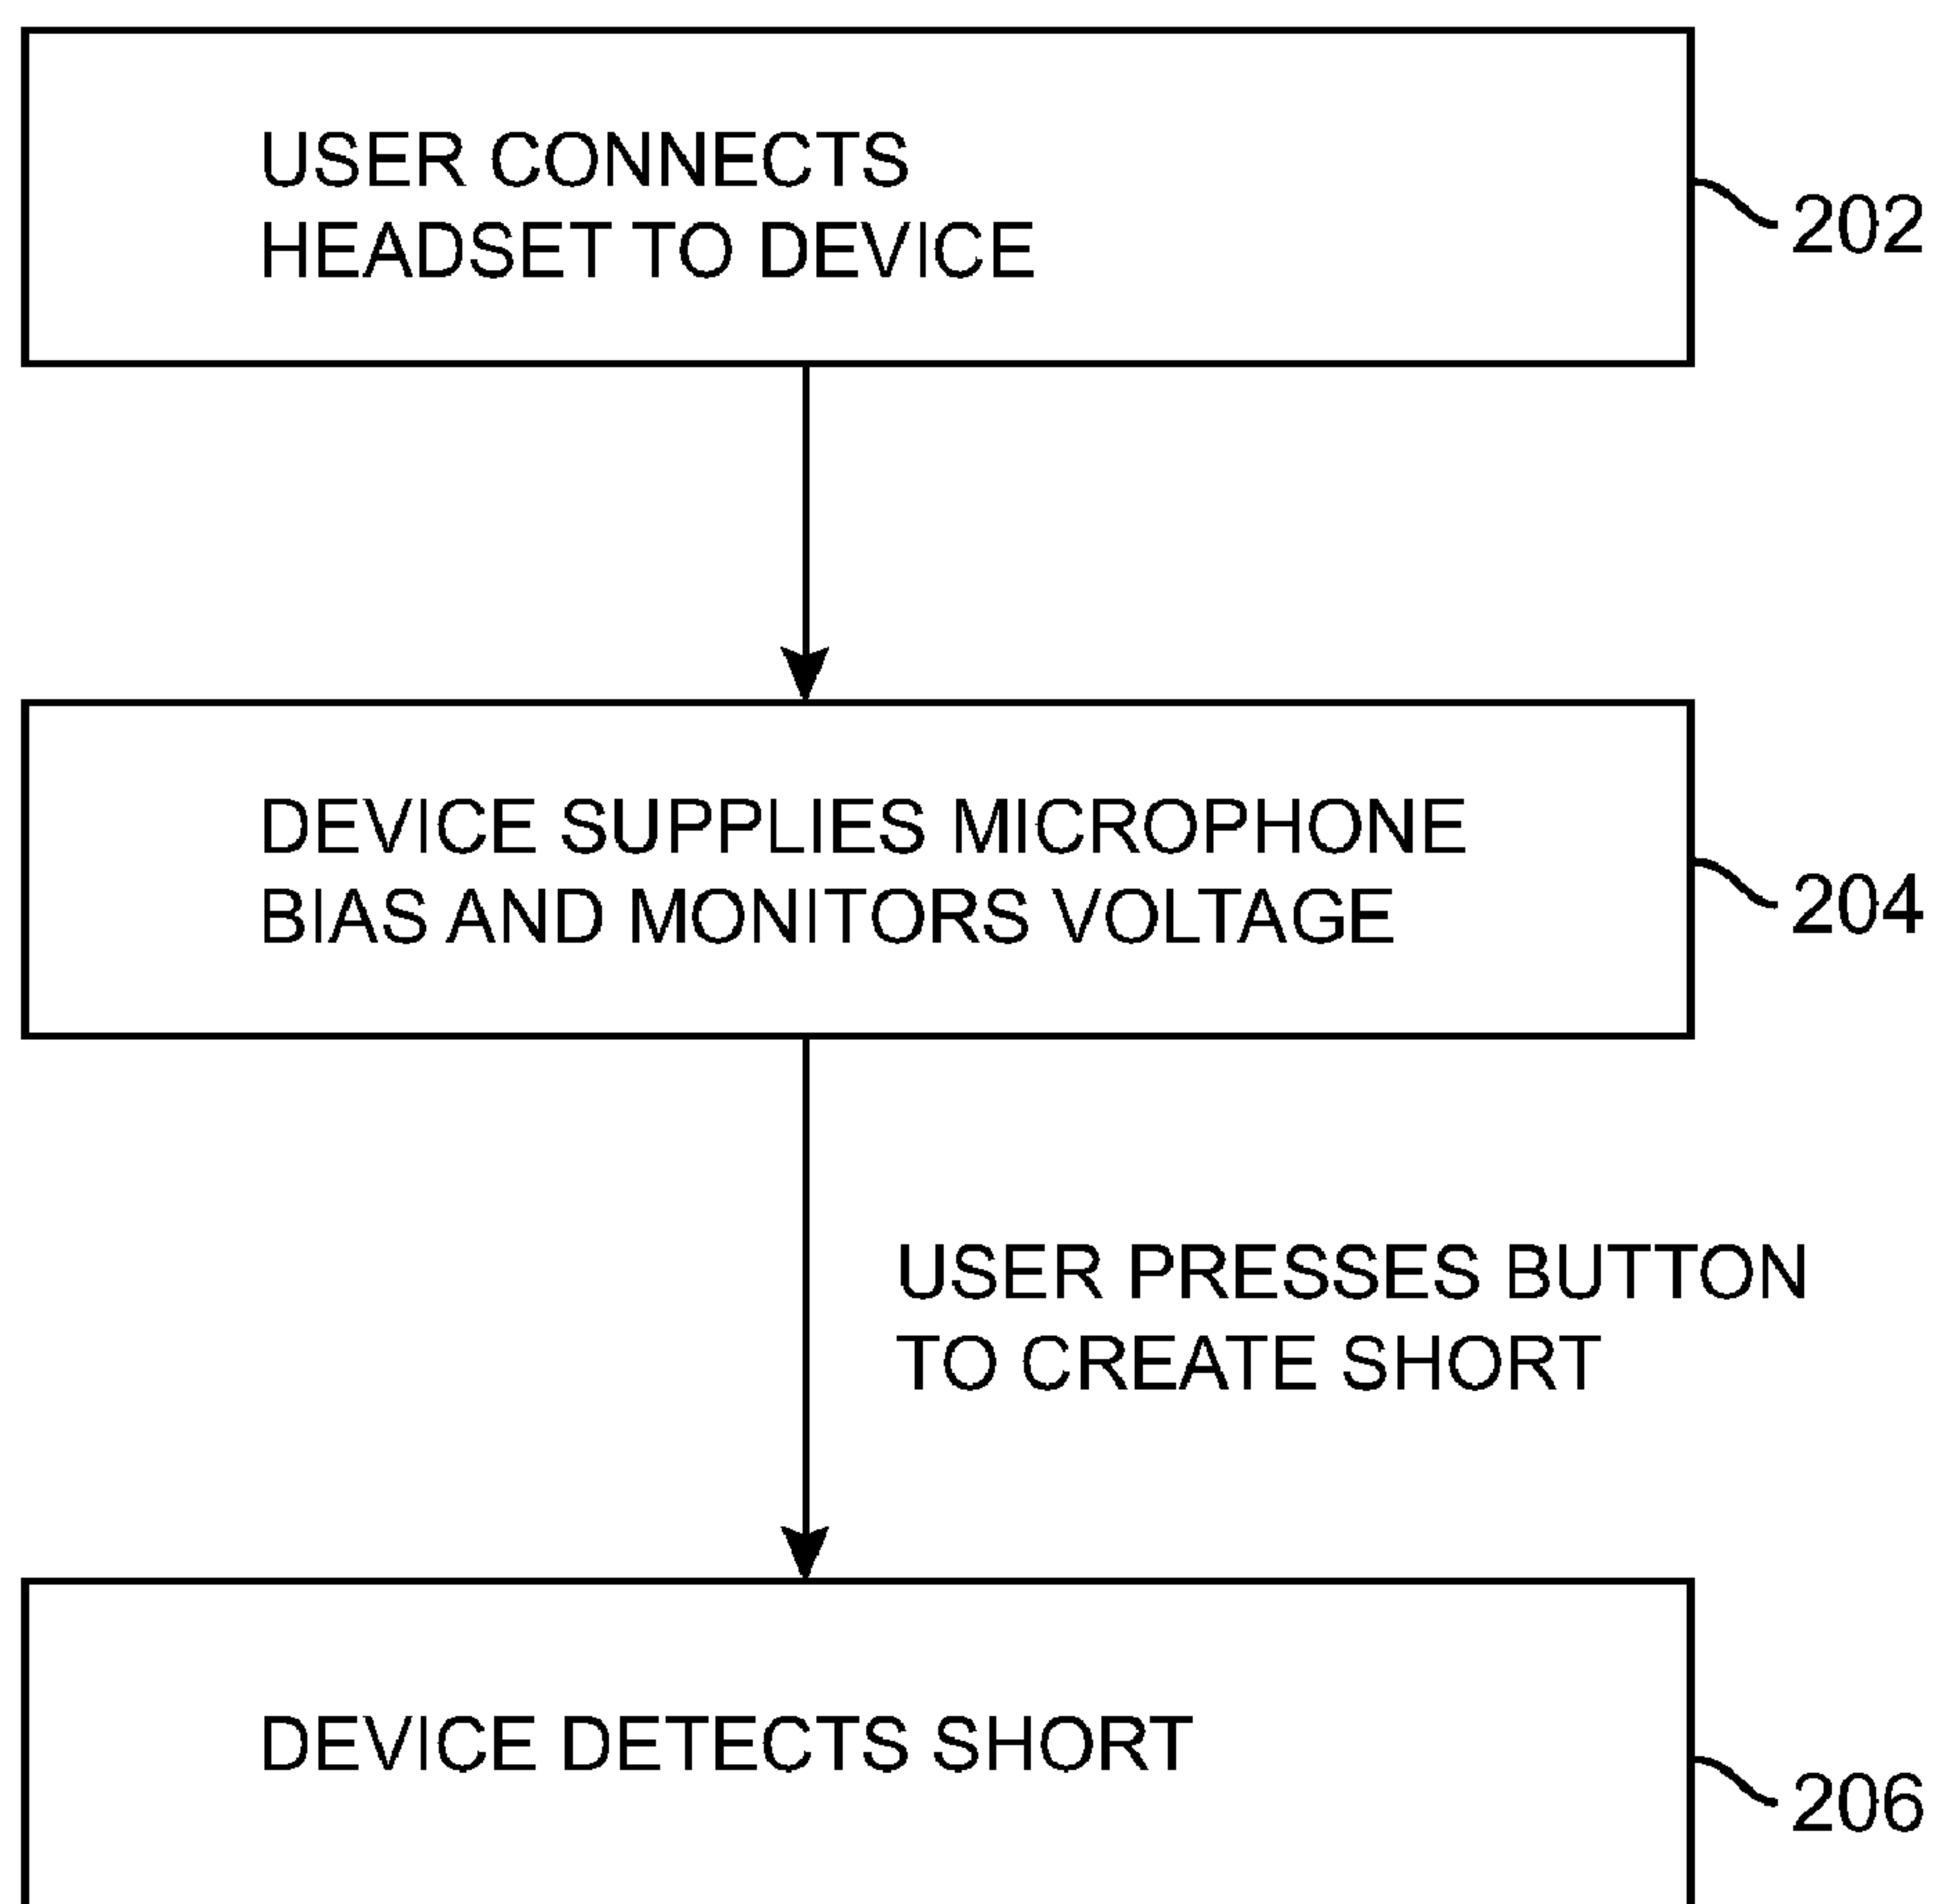 USER CONNECTS
HEADSET TO DEVICE
202
DEVICE SUPPLIES MICROPHONE
BIAS AND MONITORS VOLTAGE
204
USER PRESSES BUTTON
TO CREATE SHORT
DEVICE DETECTS SHORT
206